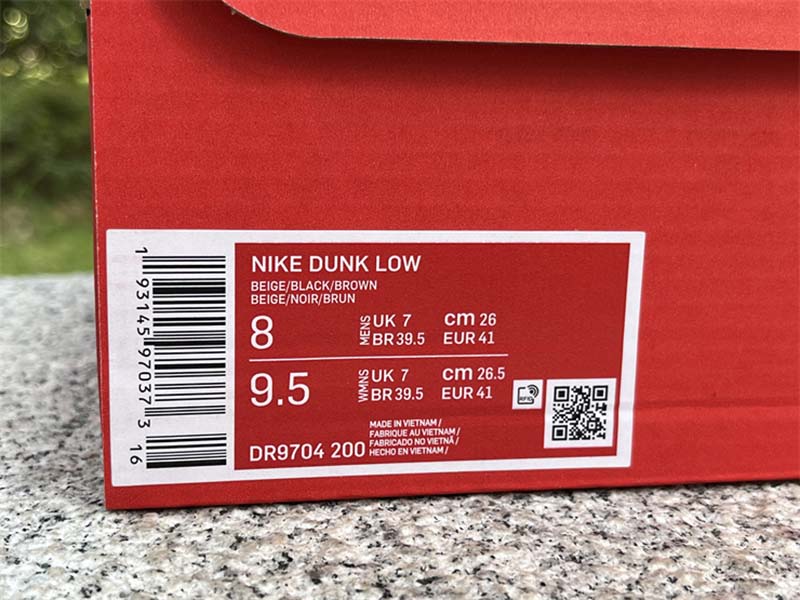 NIKE DUNK LOW
BEIGE/BLACK/BROWN
BEIGE/NOIR/BRUN
8 MENS UK 7 cm 26
BR 39.5 EUR 41
9.5 WMNS UK 7 cm 26.5
BR 39.5 EUR 41
RFID
MADE IN VIETNAM /
FABRIQUE AU VIETNAM /
FABRICADO NO VIETNÃ /
HECHO EN VIETNAM /
DR9704 200
1 93145 97037 3
16